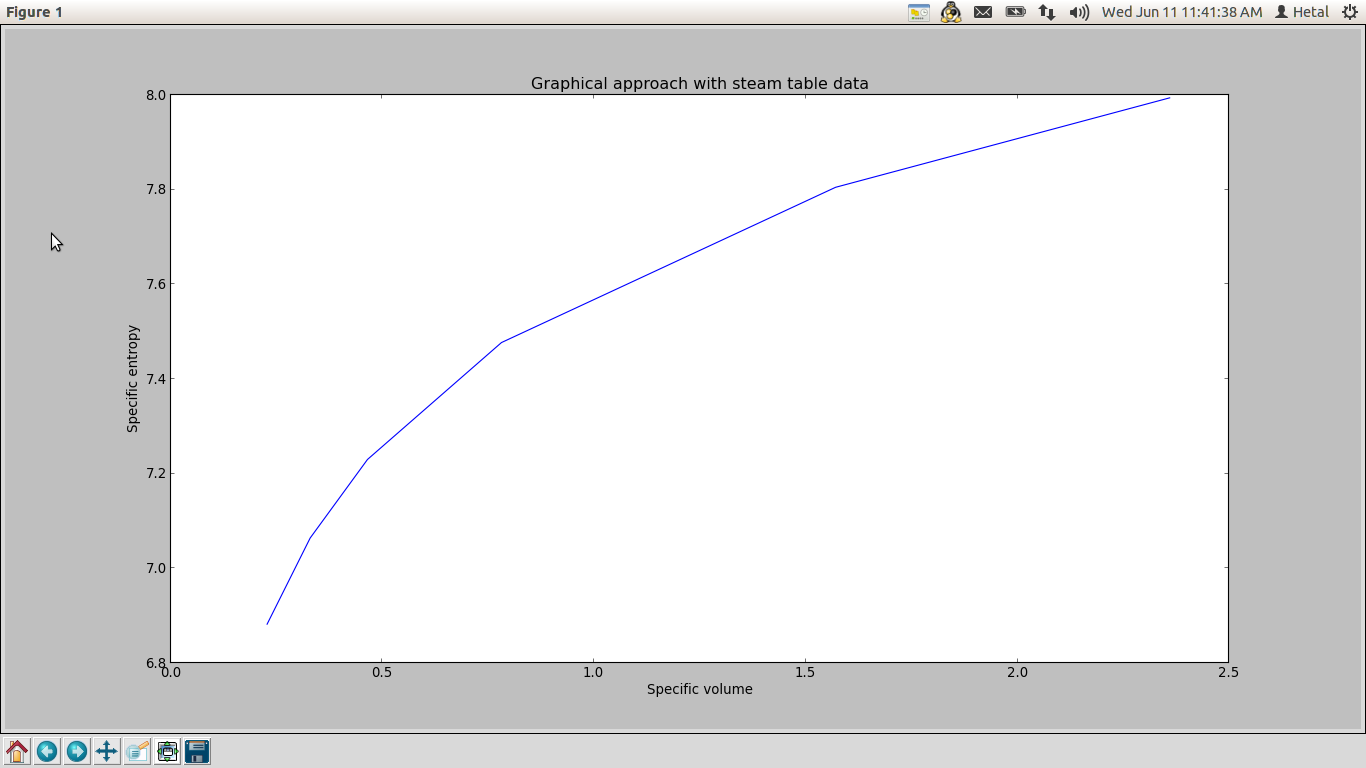 Figure 1
Wed Jun 11 11:41:38 AM Hetal
Graphical approach with steam table data
8.0
7.8
7.6
7.4
7.2
7.0
6.8
Specific entropy
0.0 0.5 1.0 1.5 2.0 2.5
Specific volume